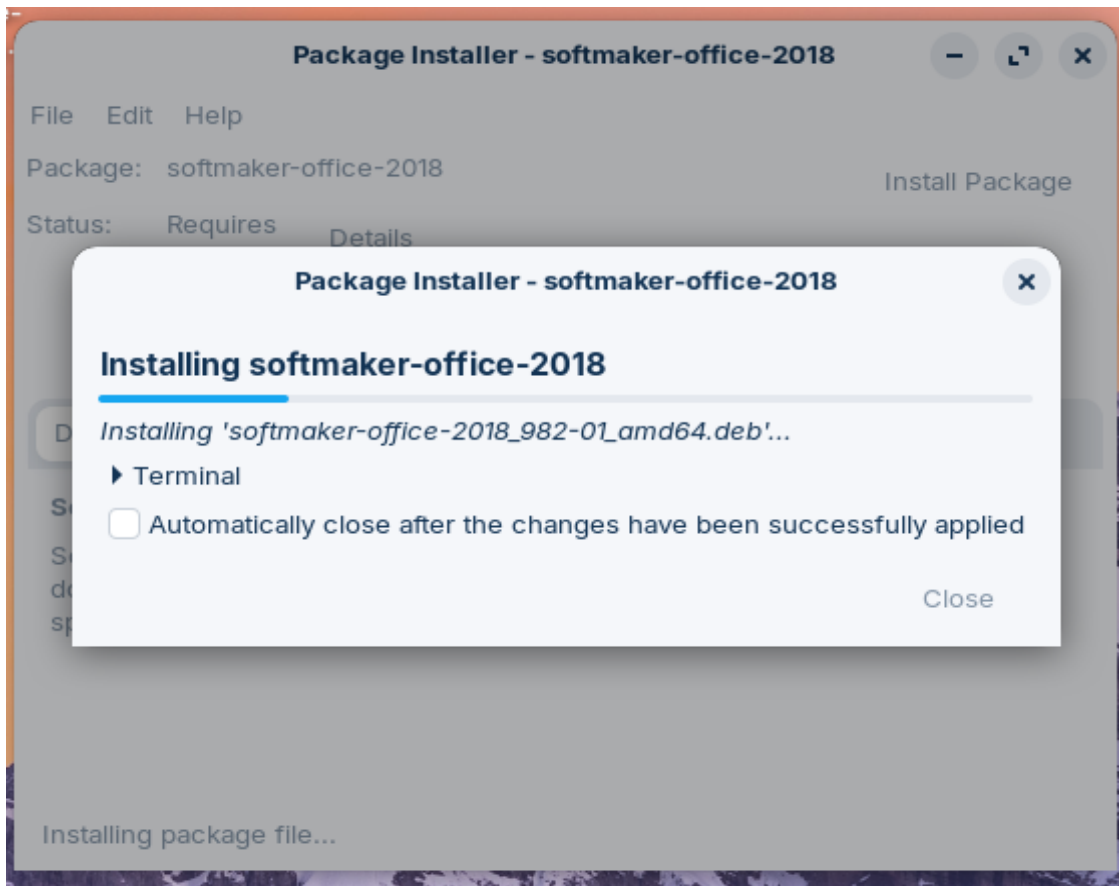 Package Installer - softmaker-office-2018
File Edit Help
Package: softmaker-office-2018
Install Package
Status: Requires Details
Package Installer - softmaker-office-2018
Installing softmaker-office-2018
Installing 'softmaker-office-2018_982-01_amd64.deb'...
Terminal
Automatically close after the changes have been successfully applied
Close
Installing package file...